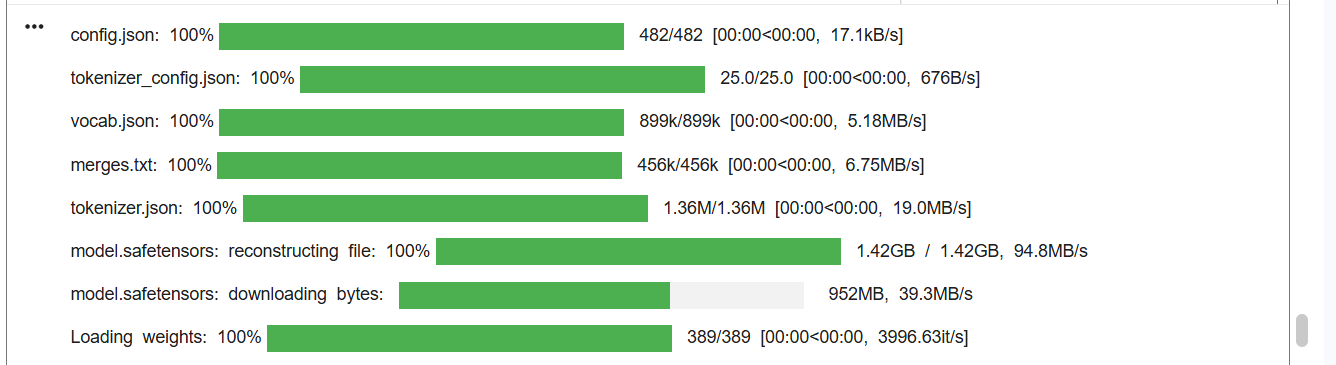 •••
config.json: 100% 482/482 [00:00<00:00, 17.1kB/s]
tokenizer_config.json: 100% 25.0/25.0 [00:00<00:00, 676B/s]
vocab.json: 100% 899k/899k [00:00<00:00, 5.18MB/s]
merges.txt: 100% 456k/456k [00:00<00:00, 6.75MB/s]
tokenizer.json: 100% 1.36M/1.36M [00:00<00:00, 19.0MB/s]
model.safetensors: reconstructing file: 100% 1.42GB / 1.42GB, 94.8MB/s
model.safetensors: downloading bytes: 952MB, 39.3MB/s
Loading weights: 100% 389/389 [00:00<00:00, 3996.63it/s]